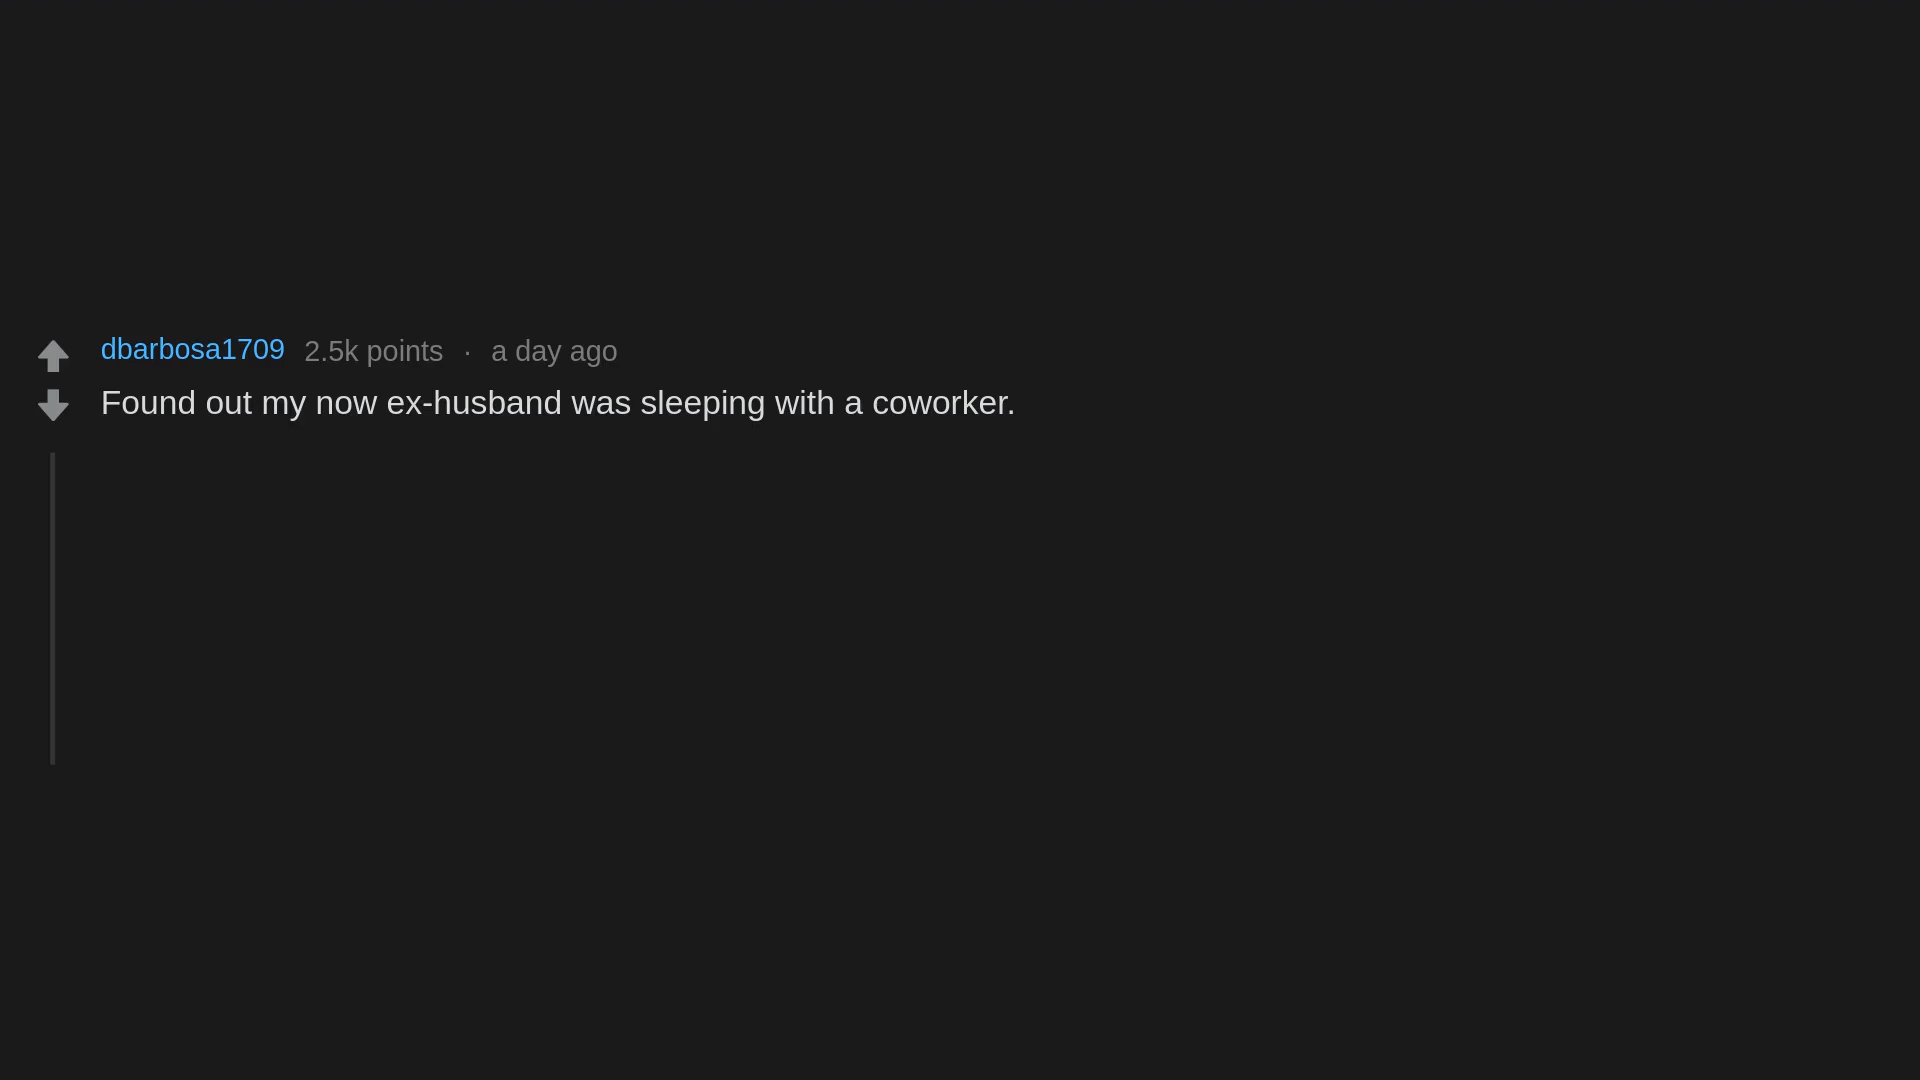 dbarbosa1709 2.5k points · a day ago
Found out my now ex-husband was sleeping with a coworker.